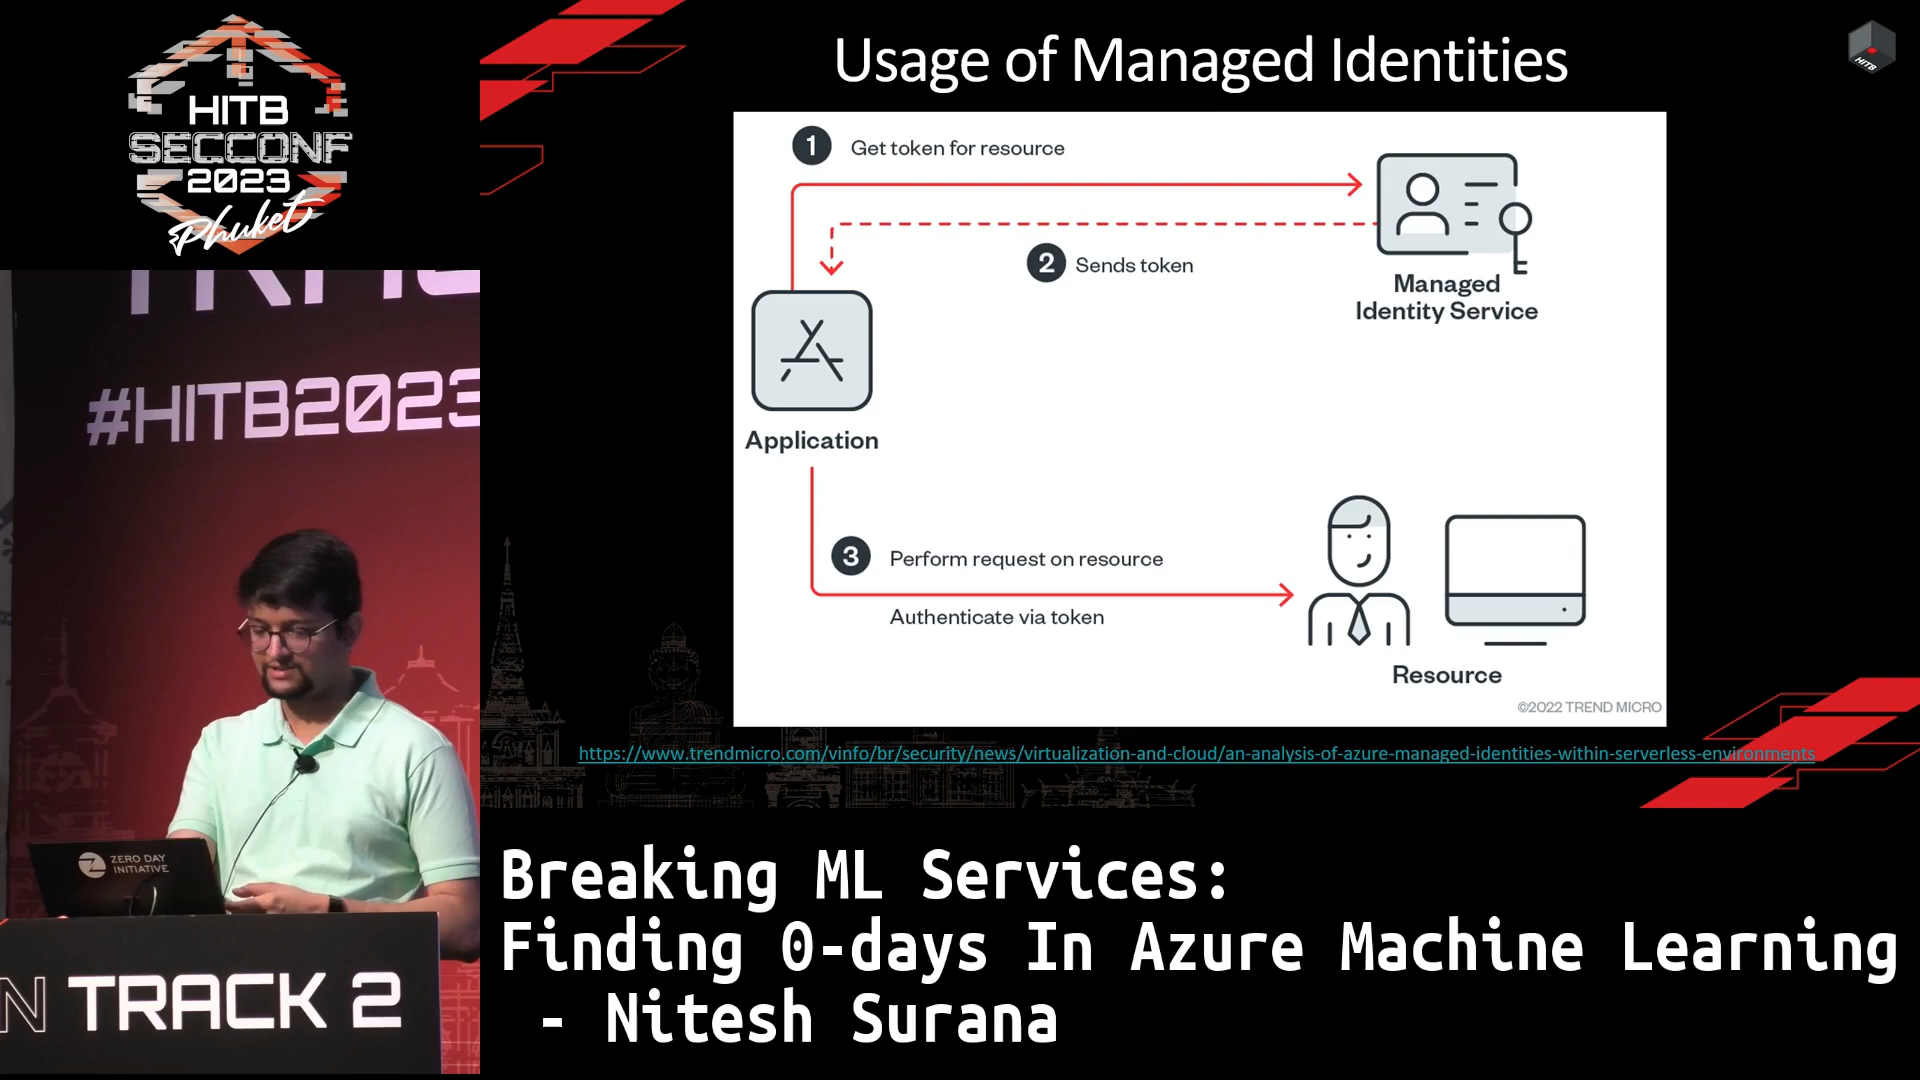 HITB
SECCONF
2023
Phuket
Usage of Managed Identities
HITB
1 Get token for resource
2 Sends token
Managed
Identity Service
Application
3 Perform request on resource
Authenticate via token
Resource
©2022 TREND MICRO
https://www.trendmicro.com/vinfo/br/security/news/virtualization-and-cloud/an-analysis-of-azure-managed-identities-within-serverless-environments
#HITB2023
ZERO DAY
INITIATIVE
N TRACK 2
Breaking ML Services:
Finding 0-days In Azure Machine Learning
- Nitesh Surana